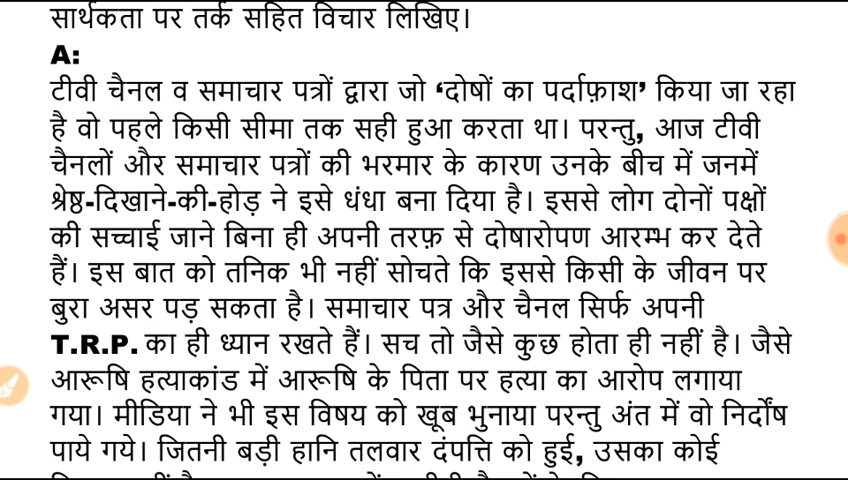 सार्थकता पर तर्क सहित विचार लिखिए।
A:
टीवी चैनल व समाचार पत्रों द्वारा जो ‘दोषों का पर्दाफ़ाश’ किया जा रहा
है वो पहले किसी सीमा तक सही हुआ करता था। परन्तु, आज टीवी
चैनलों और समाचार पत्रों की भरमार के कारण उनके बीच में जनमें
श्रेष्ठ-दिखाने-की-होड़ ने इसे धंधा बना दिया है। इससे लोग दोनों पक्षों
की सच्चाई जाने बिना ही अपनी तरफ़ से दोषारोपण आरम्भ कर देते
हैं। इस बात को तनिक भी नहीं सोचते कि इससे किसी के जीवन पर
बुरा असर पड़ सकता है। समाचार पत्र और चैनल सिर्फ अपनी
T.R.P. का ही ध्यान रखते हैं। सच तो जैसे कुछ होता ही नहीं है। जैसे
आरूषि हत्याकांड में आरूषि के पिता पर हत्या का आरोप लगाया
गया। मीडिया ने भी इस विषय को खूब भुनाया परन्तु अंत में वो निर्दोष
पाये गये। जितनी बड़ी हानि तलवार दंपत्ति को हुई, उसका कोई